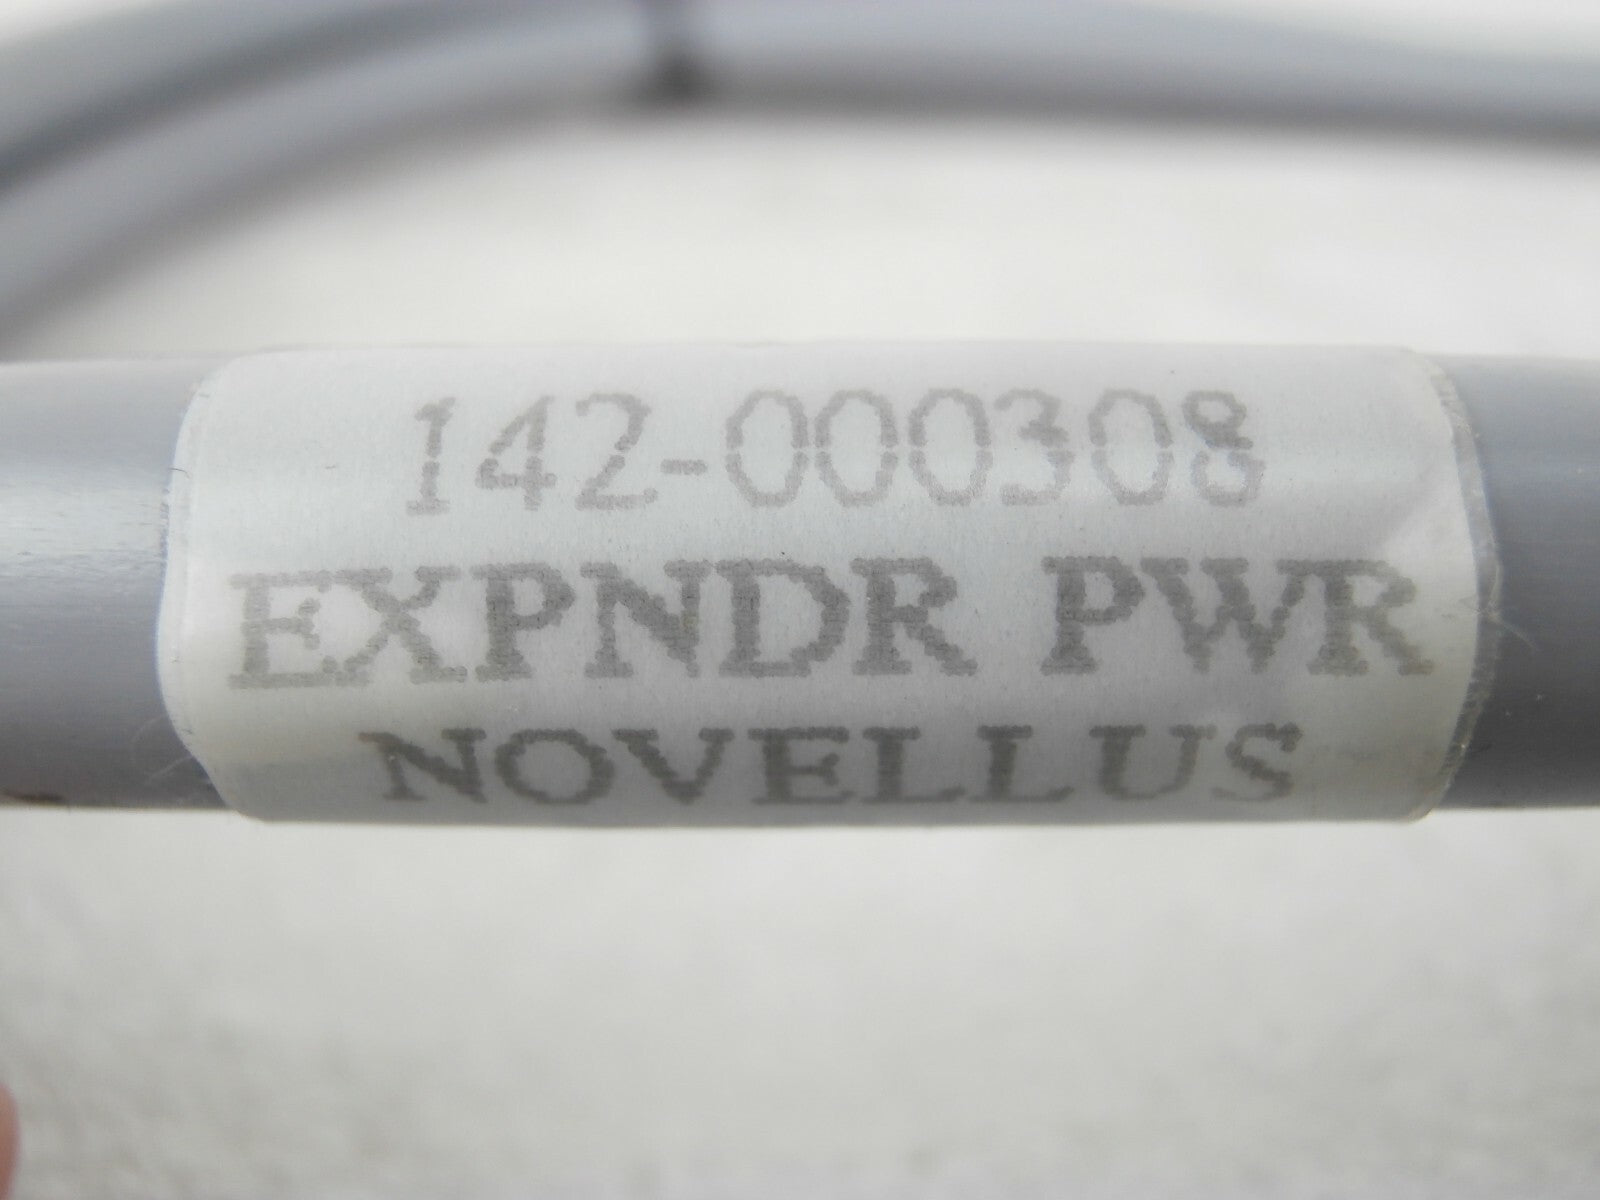 142-000308
EXPNDR PWR
NOVELLUS